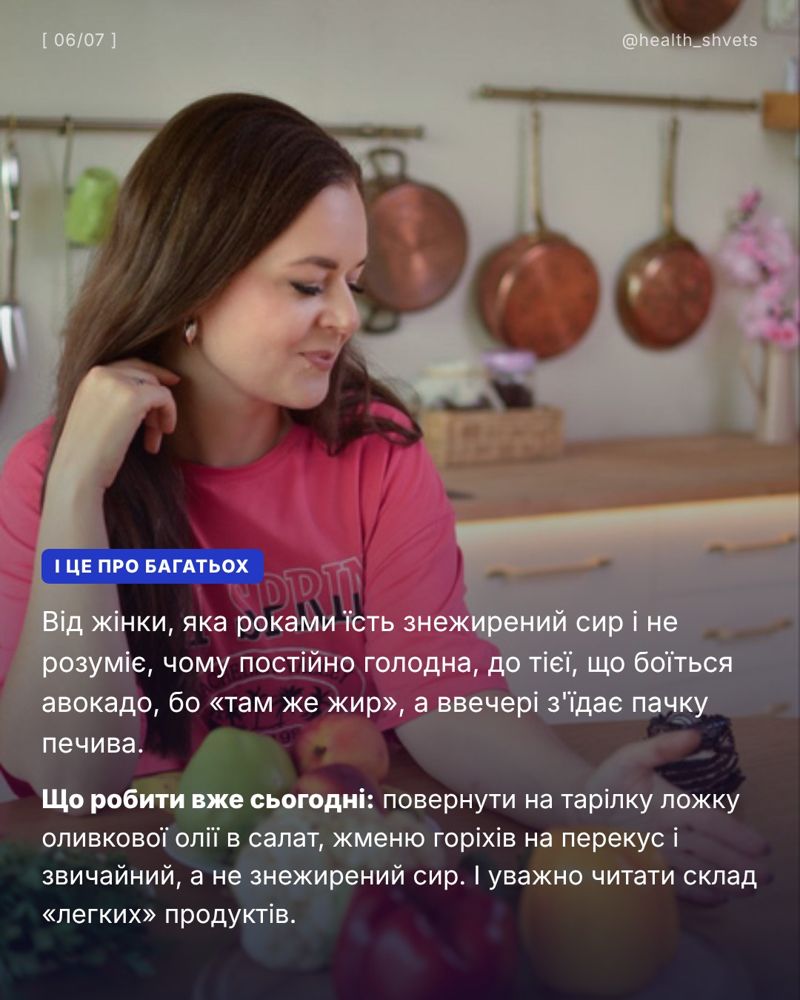 [ 06/07 ]
@health_shvets
SPRIN
І ЦЕ ПРО БАГАТЬОХ
Від жінки, яка роками їсть знежирений сир і не
розуміє, чому постійно голодна, до тієї, що боїться
авокадо, бо «там же жир», а ввечері з'їдає пачку
печива.
Що робити вже сьогодні: повернути на тарілку ложку
оливкової олії в салат, жменю горіхів на перекус і
звичайний, а не знежирений сир. І уважно читати склад
«легких» продуктів.